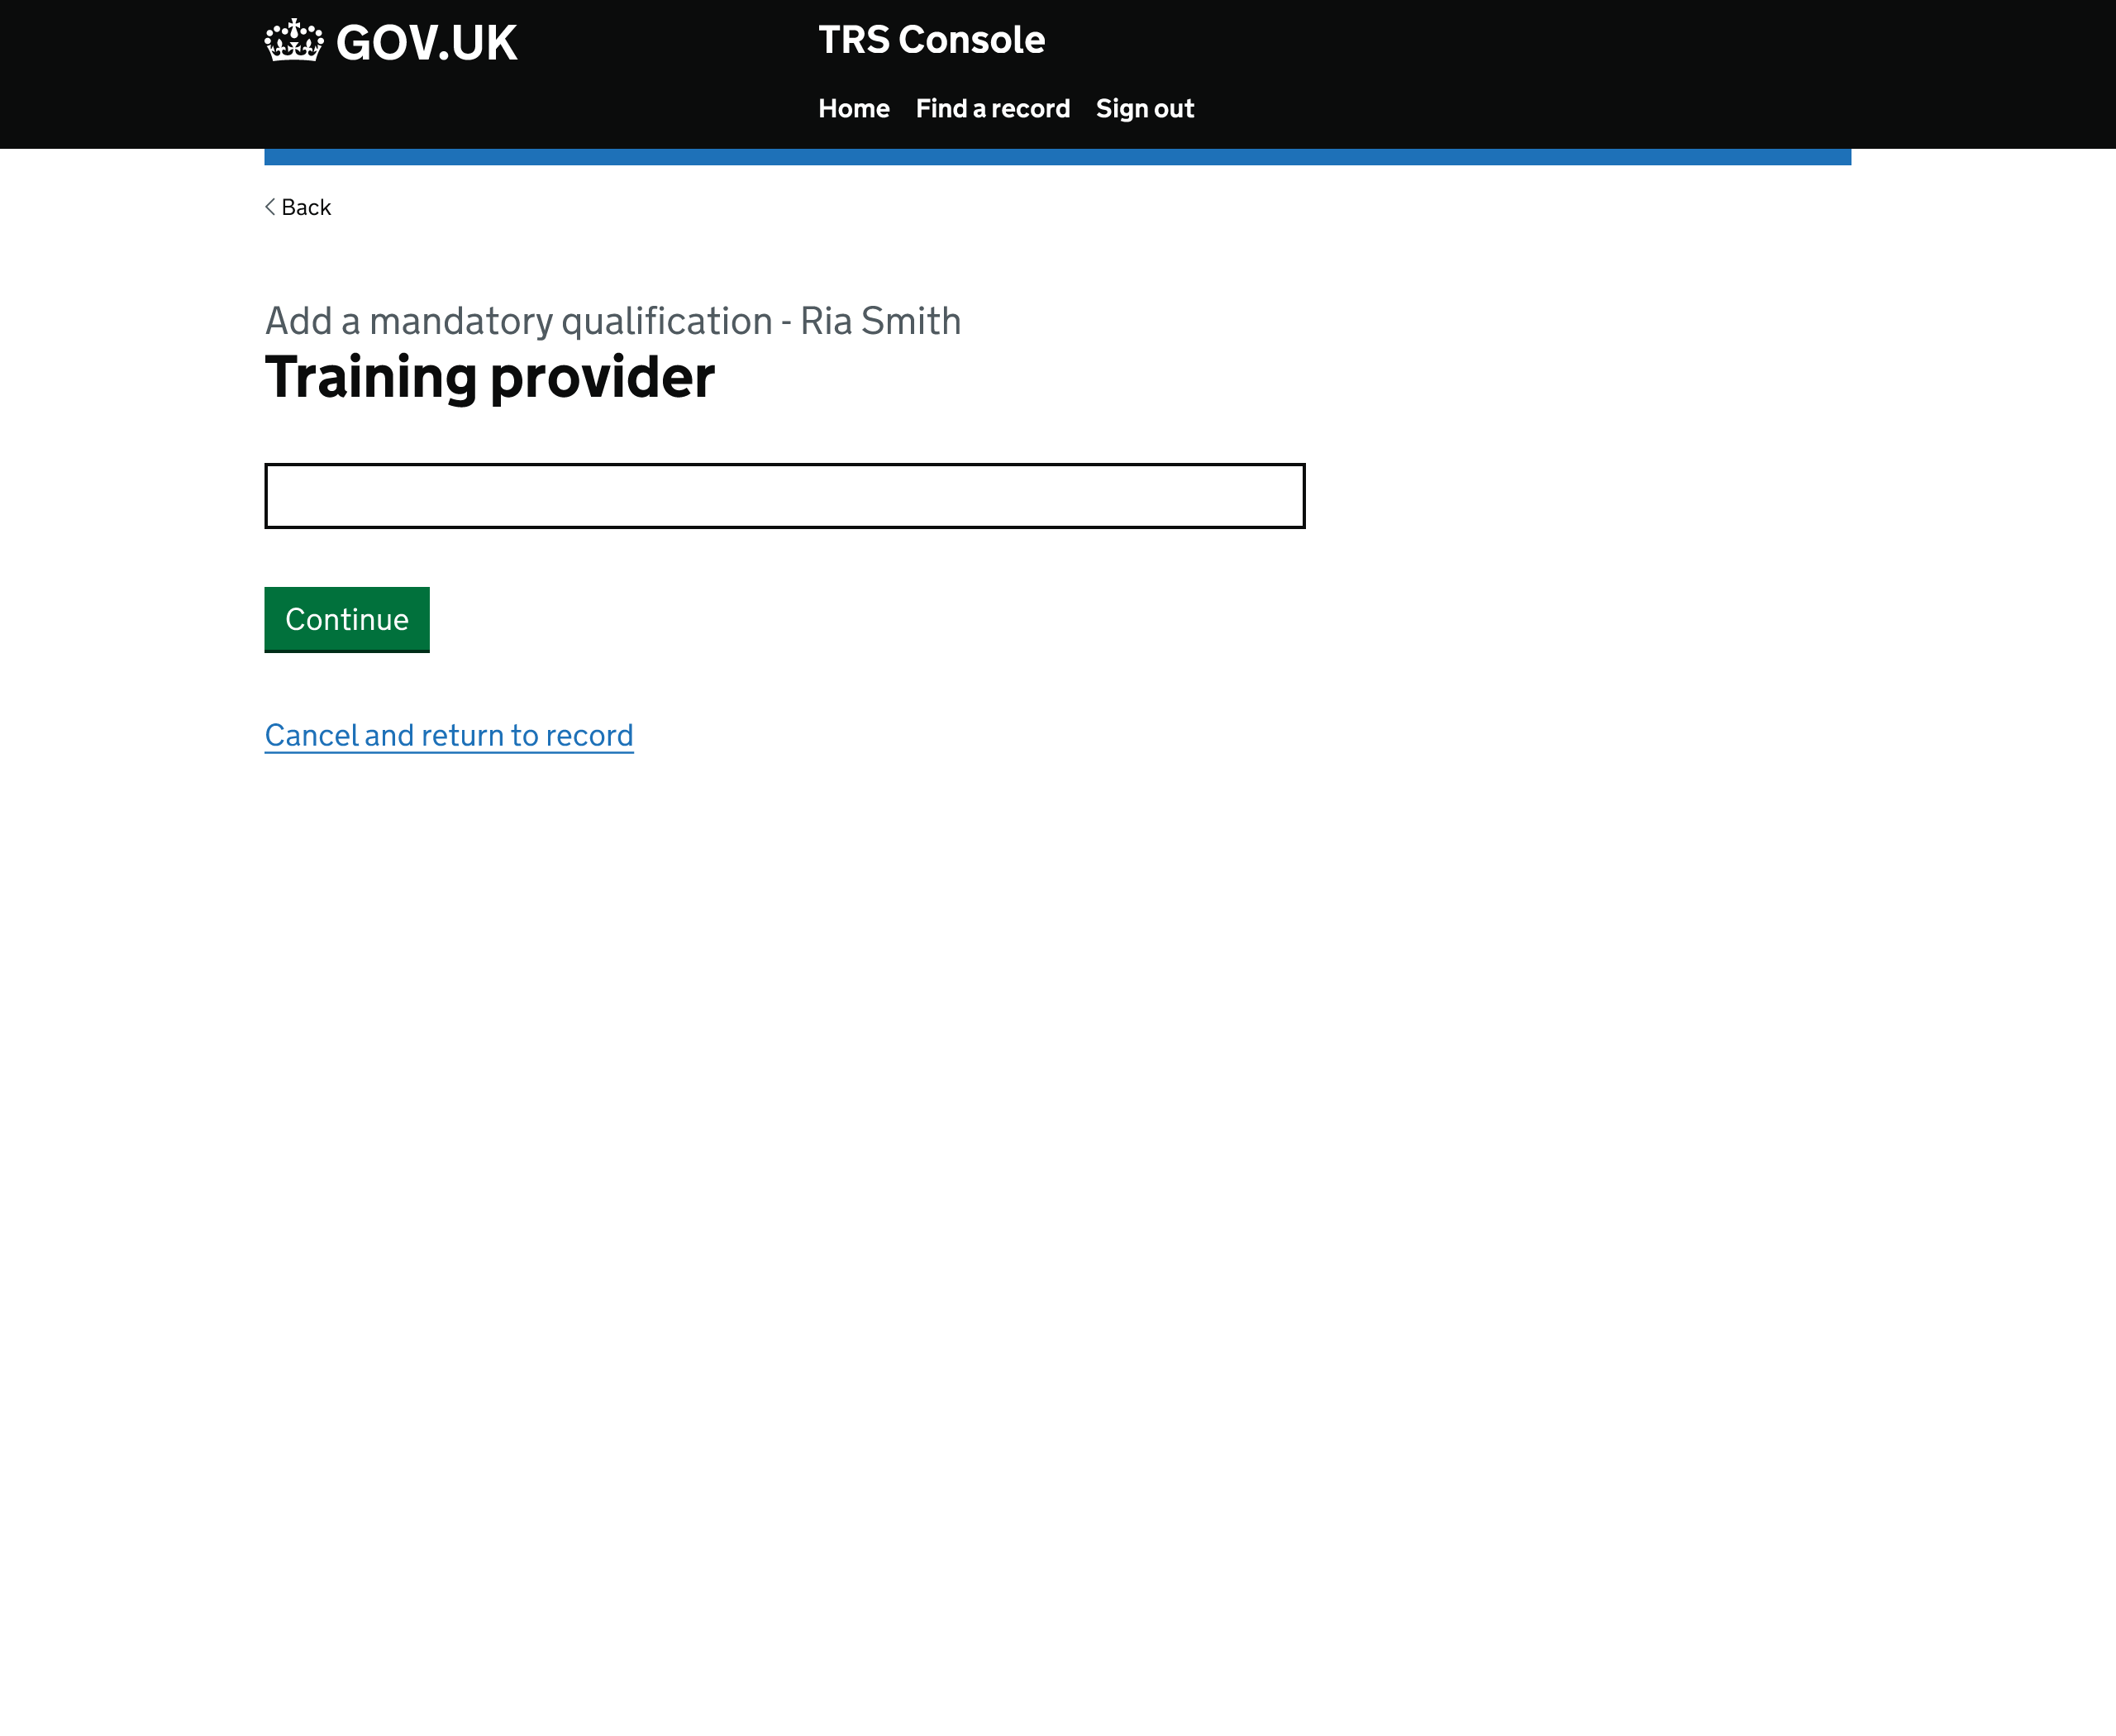 GOV.UK
TRS Console
Home Find a record Sign out
Back
Add a mandatory qualification - Ria Smith
Training provider
Continue
Cancel and return to record